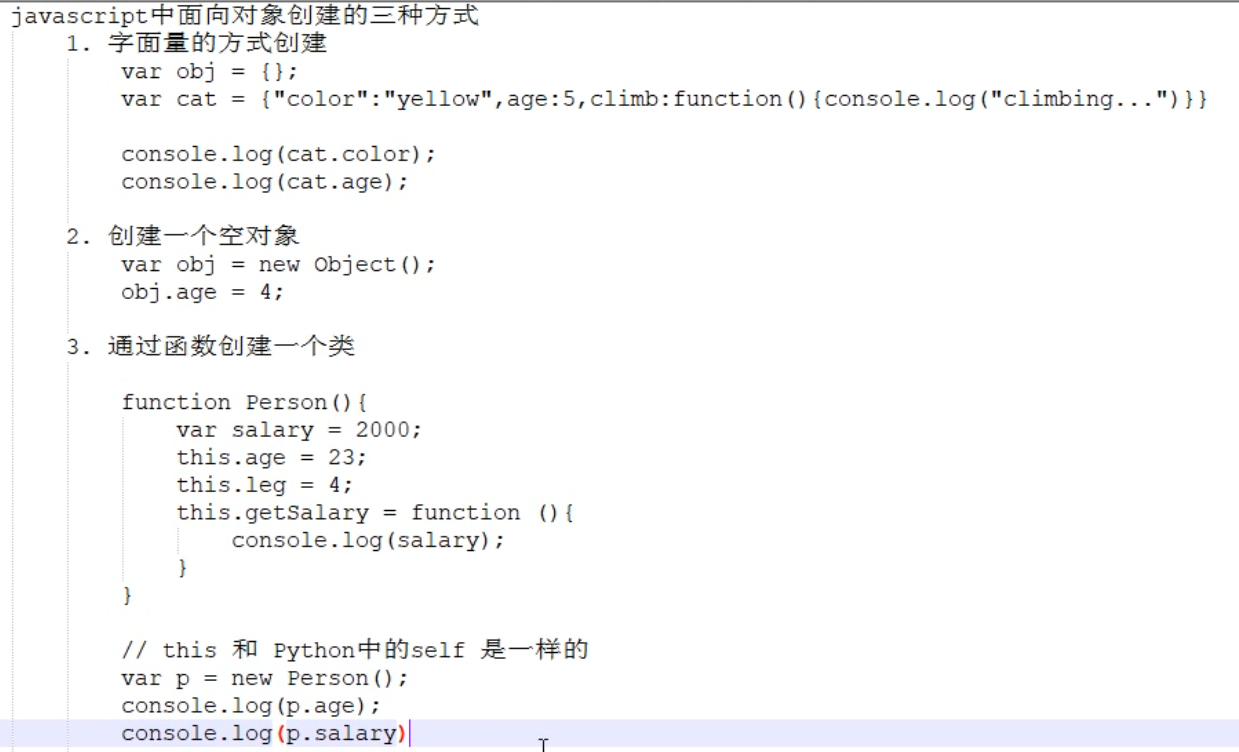 javascript中面向对象创建的三种方式
1. 字面量的方式创建
var obj = {};
var cat = {"color":"yellow",age:5,climb:function(){console.log("climbing...")}}
console.log(cat.color);
console.log(cat.age);
2. 创建一个空对象
var obj = new Object();
obj.age = 4;
3. 通过函数创建一个类
function Person(){
var salary = 2000;
this.age = 23;
this.leg = 4;
this.getSalary = function (){
console.log(salary);
}
}
// this 和 Python中的self 是一样的
var p = new Person();
console.log(p.age);
console.log(p.salary)